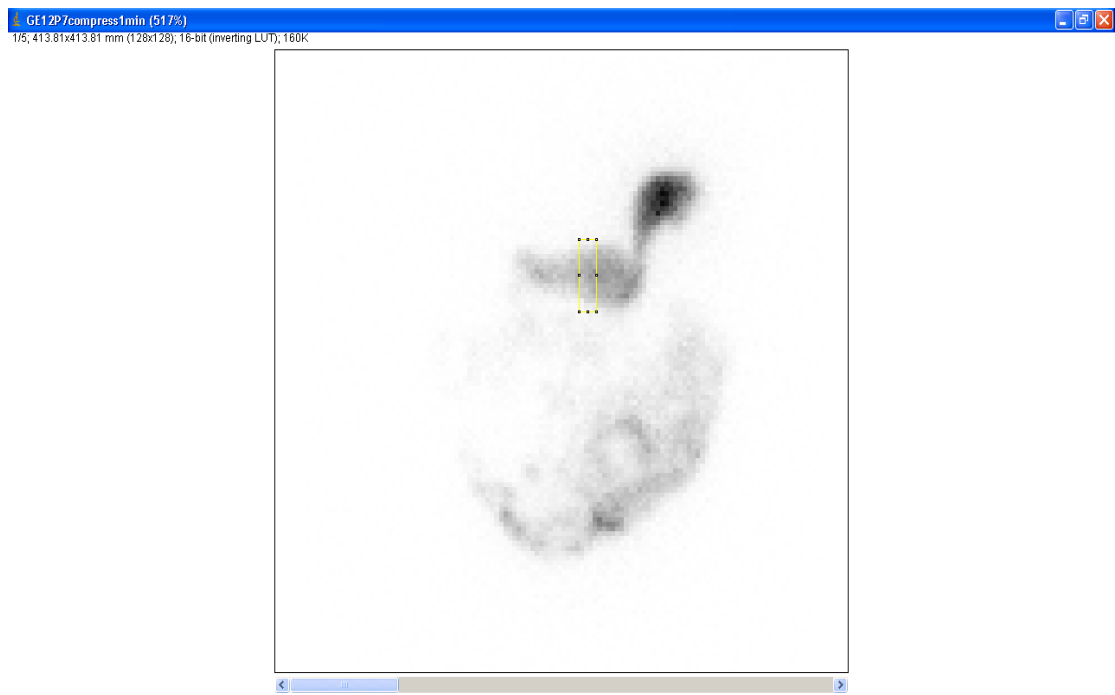 GE12P7compress1min (517%)
1/5; 413.81x413.81 mm (128x128); 16-bit (inverting LUT); 160K